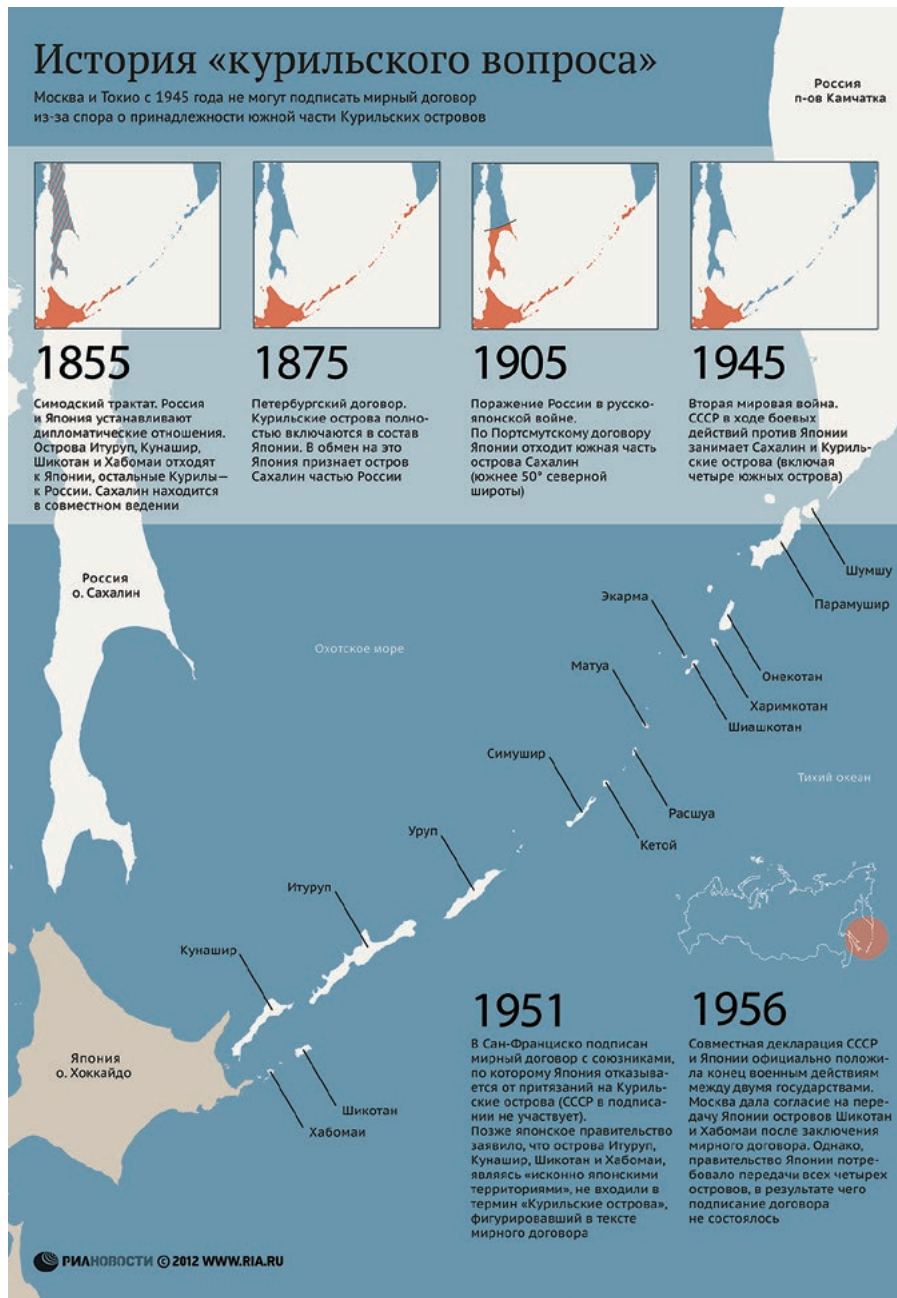 История «курильского вопроса»
Москва и Токио с 1945 года не могут подписать мирный договор
из-за спора о принадлежности южной части Курильских островов
Россия
п-ов Камчатка
1855
Симодский трактат. Россия
и Япония устанавливают
дипломатические отношения.
Острова Итуруп, Кунашир,
Шикотан и Хабомаи отходят
к Японии, остальные Курилы—
к России. Сахалин находится
в совместном ведении
1875
Петербургский договор.
Курильские острова полно-
стью включаются в состав
Японии. В обмен на это
Япония признает остров
Сахалин частью России
1905
Поражение России в русско-
японской войне.
По Портсмутскому договору
Японии отходит южная часть
острова Сахалин
(южнее 50° северной
широты)
1945
Вторая мировая война.
СССР в ходе боевых
действий против Японии
занимает Сахалин и Куриль-
ские острова (включая
четыре южных острова)
Россия
о. Сахалин
Охотское море
Шумшу
Парамушир
Экарма
Онекотан
Матуа
Харимкотан
Шиашкотан
Симушир
Тихий океан
Расшуа
Кетой
Уруп
Итуруп
Кунашир
Япония
о. Хоккайдо
Шикотан
Хабомаи
1951
В Сан-Франциско подписан
мирный договор с союзниками,
по которому Япония отказыва-
ется от притязаний на Куриль-
ские острова (СССР в подписа-
нии не участвует).
Позже японское правительство
заявило, что острова Итуруп,
Кунашир, Шикотан и Хабомаи,
являясь «исконно японскими
территориями», не входили в
термин «Курильские острова»,
фигурировавший в тексте
мирного договора
1956
Совместная декларация СССР
и Японии официально положи-
ла конец военным действиям
между двумя государствами.
Москва дала согласие на пере-
дачу Японии островов Шикотан
и Хабомаи после заключения
мирного договора. Однако,
правительство Японии потре-
бовало передачи всех четырех
островов, в результате чего
подписание договора
не состоялось
РИАНОВОСТИ © 2012 WWW.RIA.RU